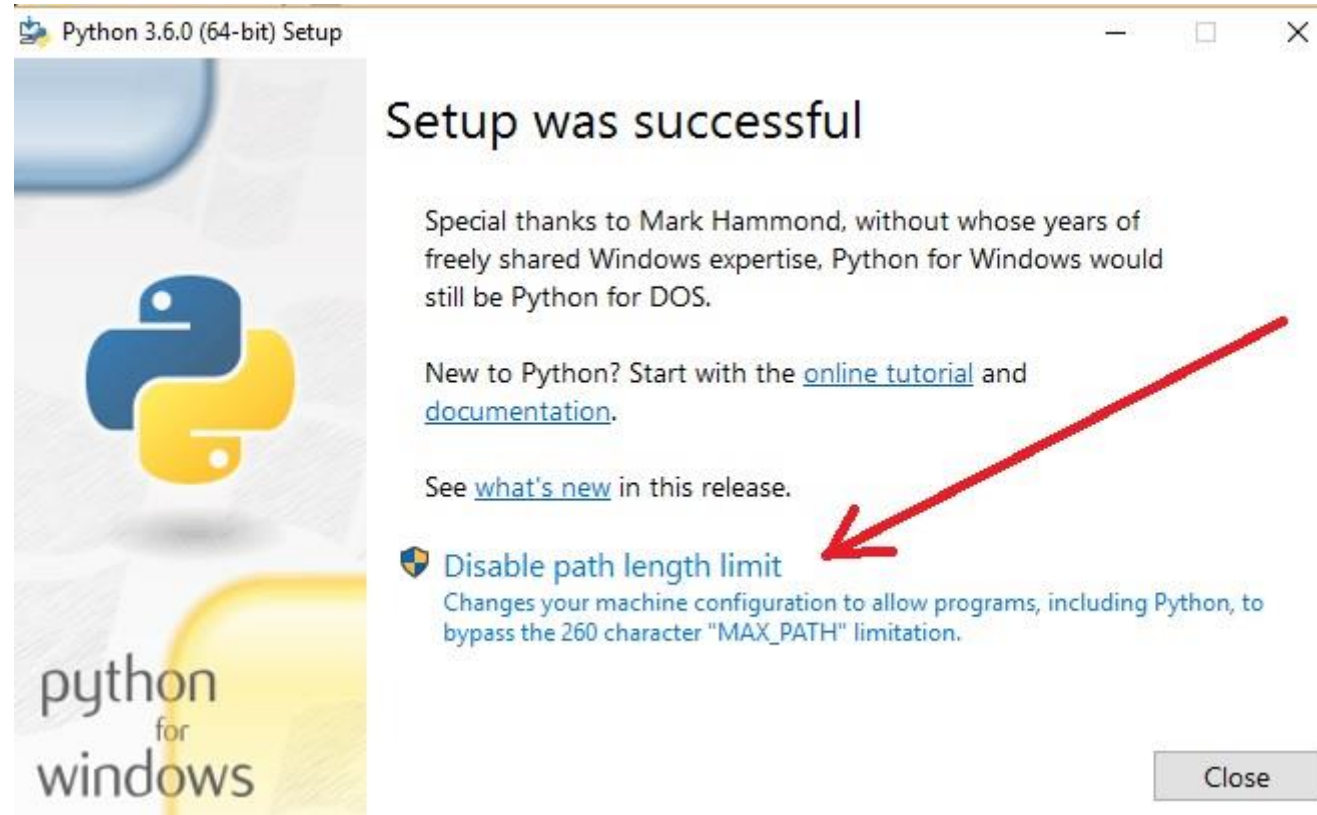 Python 3.6.0 (64-bit) Setup
Setup was successful
Special thanks to Mark Hammond, without whose years of
freely shared Windows expertise, Python for Windows would
still be Python for DOS.
New to Python? Start with the online tutorial and
documentation.
See what's new in this release.
Disable path length limit
Changes your machine configuration to allow programs, including Python, to
bypass the 260 character "MAX_PATH" limitation.
python
for
windows
Close